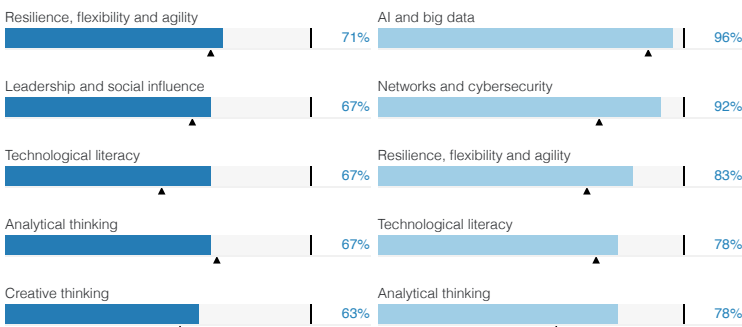 Resilience, flexibility and agility
71%
Leadership and social influence
67%
Technological literacy
67%
Analytical thinking
67%
Creative thinking
63%
AI and big data
96%
Networks and cybersecurity
92%
Resilience, flexibility and agility
83%
Technological literacy
78%
Analytical thinking
78%